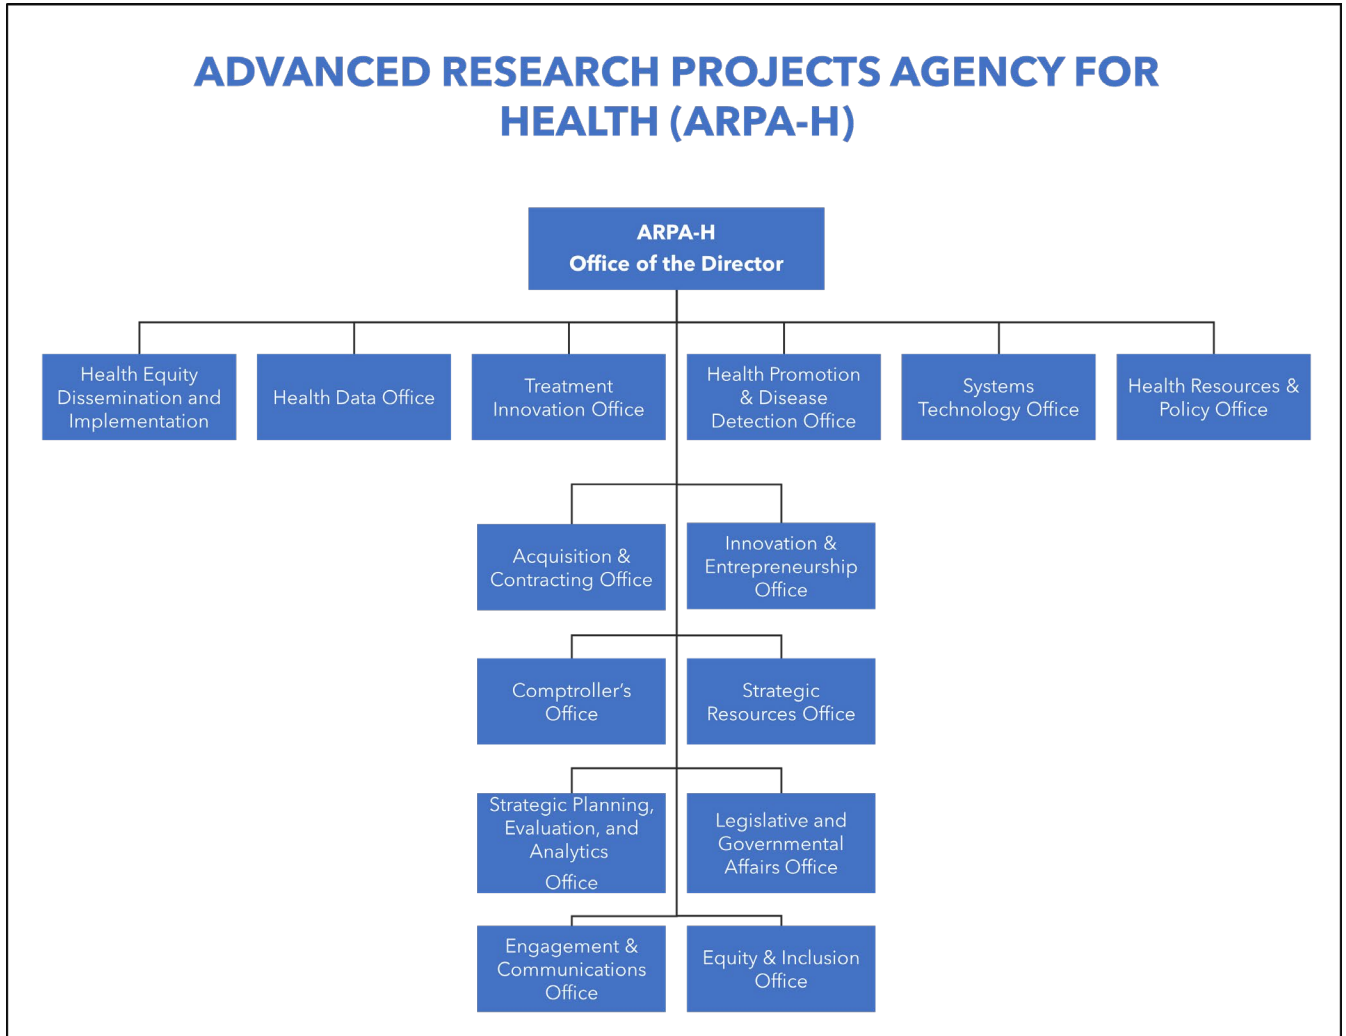 ADVANCED RESEARCH PROJECTS AGENCY FOR
HEALTH (ARPA-H)
ARPA-H
Office of the Director
Health Equity
Dissemination and
Implementation
Health Data Office
Treatment
Innovation Office
Health Promotion
& Disease
Detection Office
Systems
Technology Office
Health Resources &
Policy Office
Acquisition &
Contracting Office
Innovation &
Entrepreneurship
Office
Comptroller’s
Office
Strategic
Resources Office
Strategic Planning,
Evaluation, and
Analytics
Office
Legislative and
Governmental
Affairs Office
Engagement &
Communications
Office
Equity & Inclusion
Office